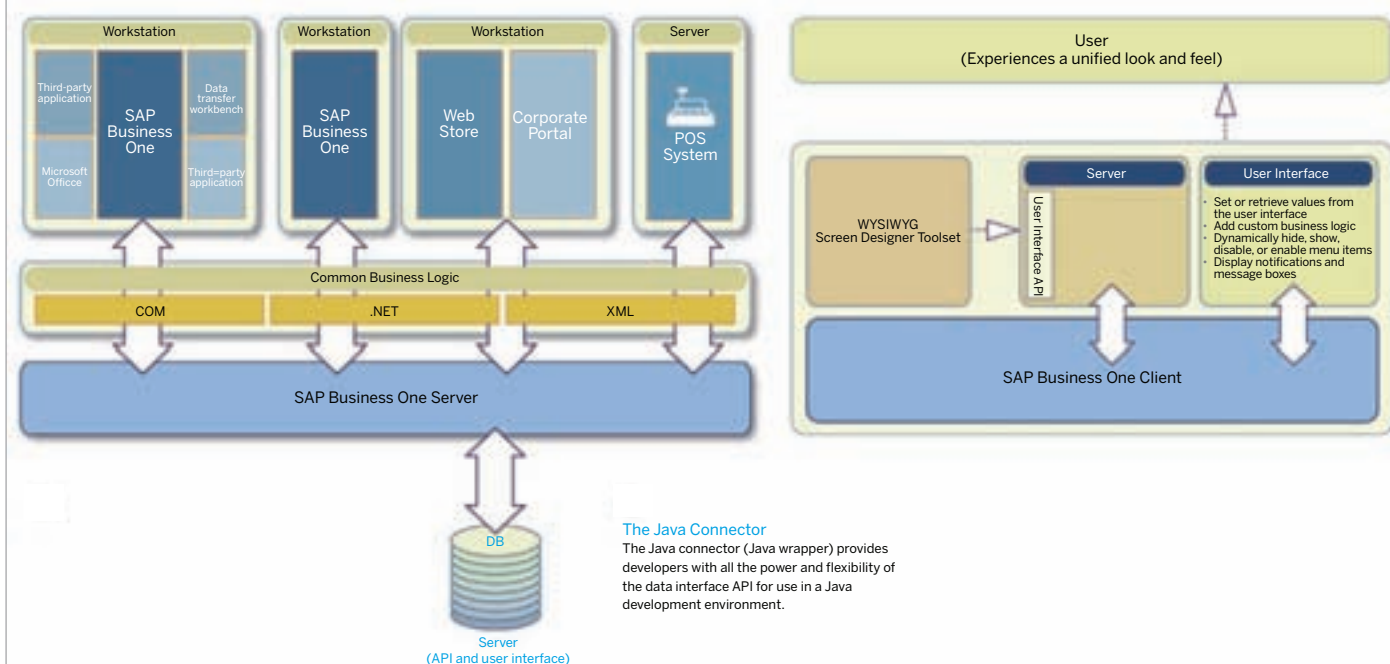 Workstation
Third-party
application
SAP
Business
One
Data
transfer
workbench
Microsoft
Officce
Third=party
application
Workstation
SAP
Business
One
Workstation
Web
Store
Corporate
Portal
Server
POS
System
Common Business Logic
COM
.NET
XML
SAP Business One Server
DB
Server
(API and user interface)
The Java Connector
The Java connector (Java wrapper) provides
developers with all the power and flexibility of
the data interface API for use in a Java
development environment.
User
(Experiences a unified look and feel)
WYSIWYG
Screen Designer Toolset
Server
User Interface API
User Interface
• Set or retrieve values from
the user interface
• Add custom business logic
• Dynamically hide, show,
disable, or enable menu items
• Display notifications and
message boxes
SAP Business One Client